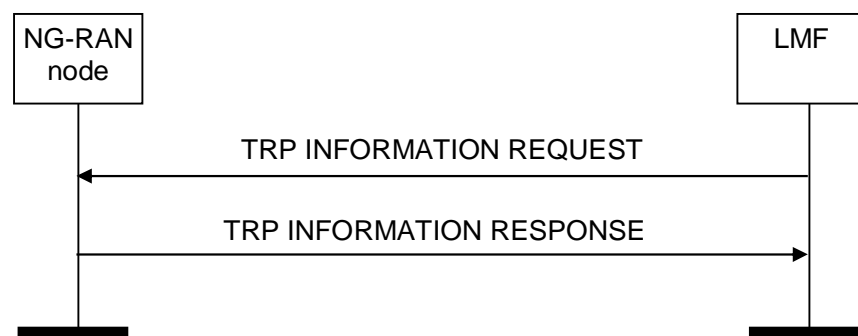 NG-RAN
node
LMF
TRP INFORMATION REQUEST
TRP INFORMATION RESPONSE